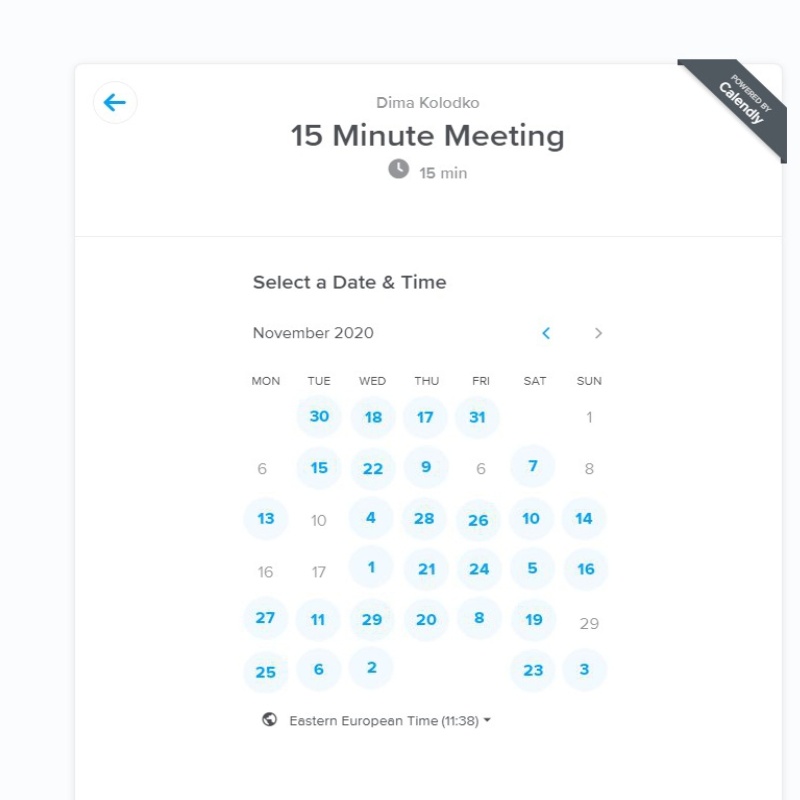 POWERED BY
Calendly
Dima Kolodko
15 Minute Meeting
15 min
Select a Date & Time
November 2020
MON TUE WED THU FRI SAT SUN
30 18 17 31 1
6 15 22 9 6 7 8
13 10 4 28 26 10 14
16 17 1 21 24 5 16
27 11 29 20 8 19 29
25 6 2 23 3
Eastern European Time (11:38)